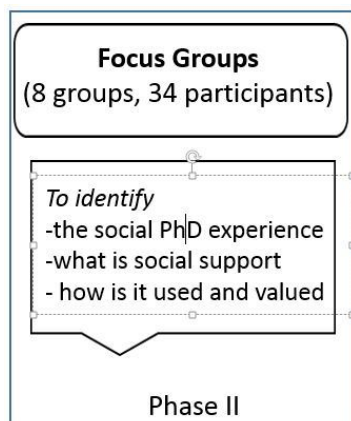 Focus Groups
(8 groups, 34 participants)
To identify
-the social PhD experience
-what is social support
- how is it used and valued
Phase II